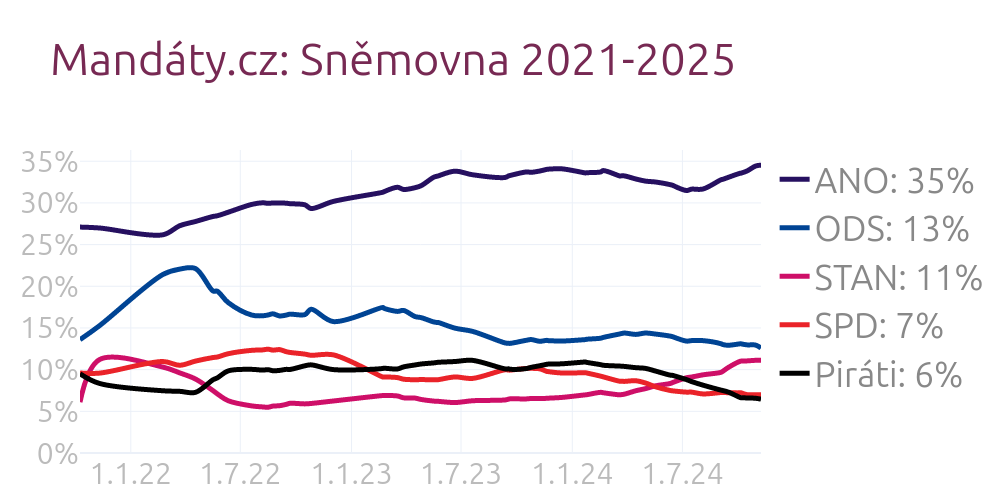 Mandáty.cz: Sněmovna 2021-2025
35%
30%
25%
20%
15%
10%
5%
0%
1.1.22 1.7.22 1.1.23 1.7.23 1.1.24 1.7.24
ANO: 35%
ODS: 13%
STAN: 11%
SPD: 7%
Piráti: 6%